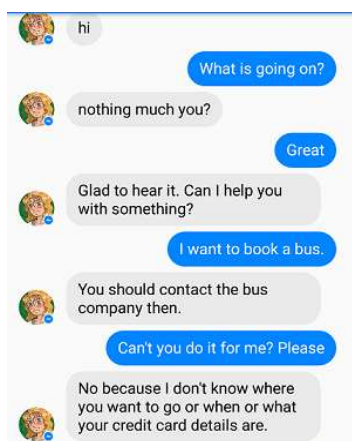 hi
What is going on?
nothing much you?
Great
Glad to hear it. Can I help you
with something?
I want to book a bus.
You should contact the bus
company then.
Can't you do it for me? Please
No because I don't know where
you want to go or when or what
your credit card details are.